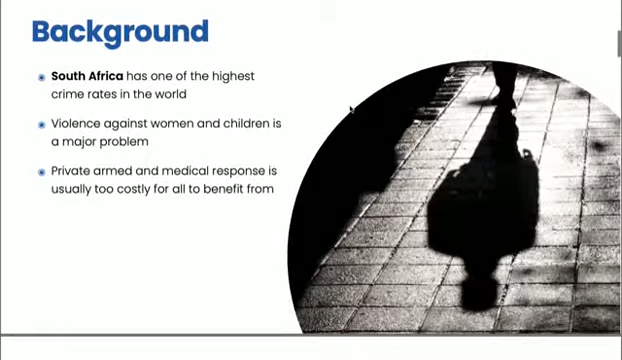 Background
South Africa has one of the highest
crime rates in the world
Violence against women and children is
a major problem
Private armed and medical response is
usually too costly for all to benefit from